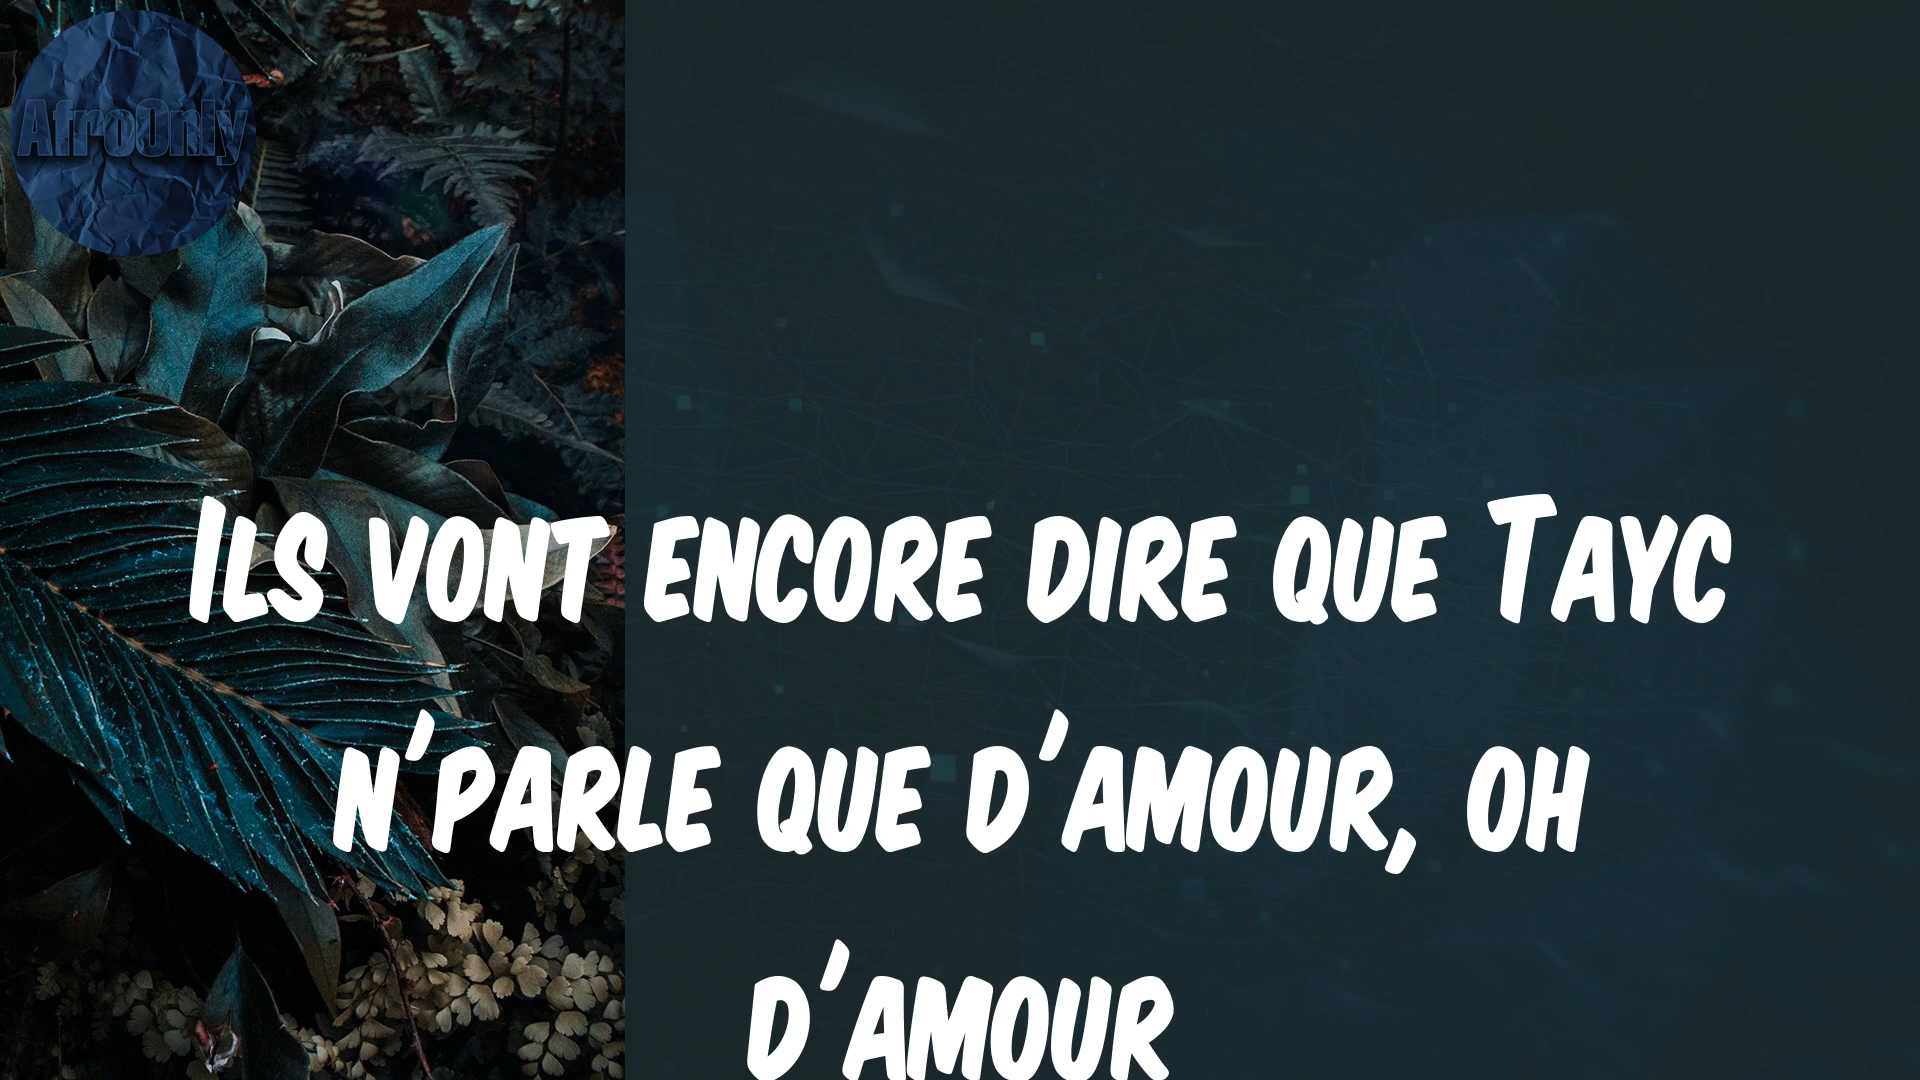 AfroOnly
Ils vont encore dire que Tayc
n'parle que d'amour, oh
d'amour